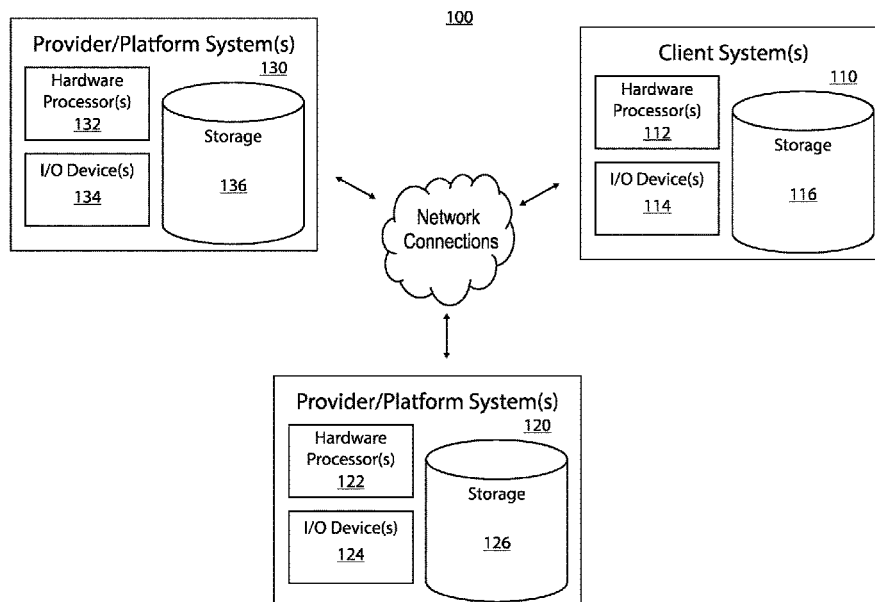 100
Provider/Platform System(s)
130
Hardware
Processor(s)
132
Storage
136
I/O Device(s)
134
Client System(s)
110
Hardware
Processor(s)
112
Storage
116
I/O Device(s)
114
Network
Connections
Provider/Platform System(s)
120
Hardware
Processor(s)
122
Storage
126
I/O Device(s)
124